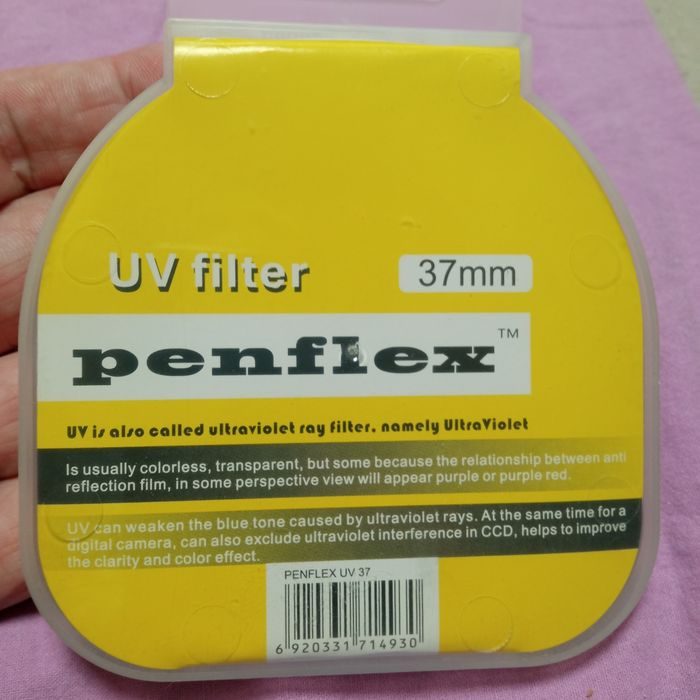 UV filter
37mm
penflex™
UV is also called ultraviolet ray filter, namely UltraViolet
Is usually colorless, transparent, but some because the relationship between anti
reflection film, in some perspective view will appear purple or purple red.
UV can weaken the blue tone caused by ultraviolet rays. At the same time for a
digital camera, can also exclude ultraviolet interference in CCD, helps to improve
the clarity and color effect.
PENFLEX UV 37
6 920331 714930